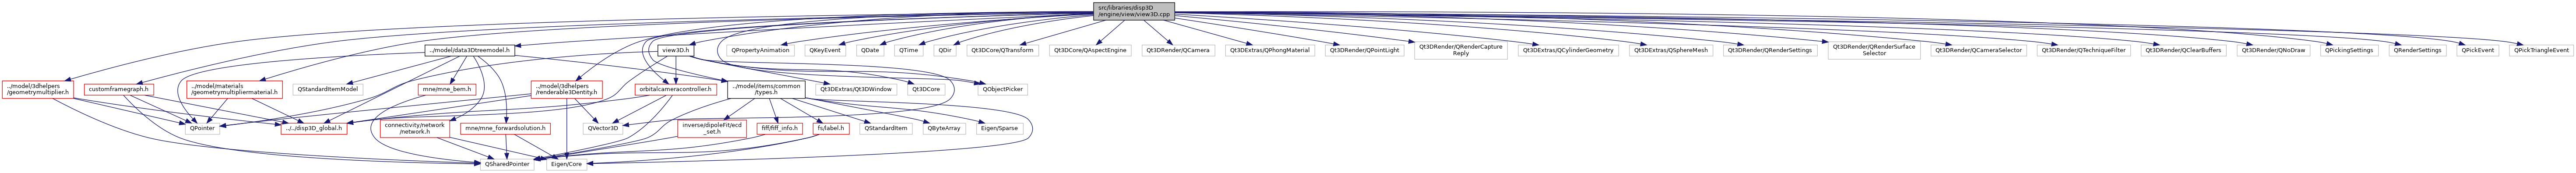 src/libraries/disp3D
/engine/view/view3D.cpp
../model/data3Dtreemodel.h
view3D.h
QPropertyAnimation
QKeyEvent
QDate
QTime
QDir
Qt3DCore/QTransform
Qt3DCore/QAspectEngine
Qt3DRender/QCamera
Qt3DExtras/QPhongMaterial
Qt3DRender/QPointLight
Qt3DRender/QRenderCapture
Reply
Qt3DExtras/QCylinderGeometry
Qt3DExtras/QSphereMesh
Qt3DRender/QRenderSettings
Qt3DRender/QRenderSurface
Selector
Qt3DRender/QCameraSelector
Qt3DRender/QTechniqueFilter
Qt3DRender/QClearBuffers
Qt3DRender/QNoDraw
QPickingSettings
QRenderSettings
QPickEvent
QPickTriangleEvent
../model/3dhelpers
/geometrymultiplier.h
customframegraph.h
../model/materials
/geometrymultipliermaterial.h
QStandardItemModel
mne/mne_bem.h
../model/3dhelpers
/renderable3Dentity.h
orbitalcameracontroller.h
../model/items/common
/types.h
Qt3DExtras/Qt3DWindow
Qt3DCore
QObjectPicker
QPointer
../../disp3D_global.h
connectivity/network
/network.h
mne/mne_forwardsolution.h
QVector3D
inverse/dipoleFit/ecd
_set.h
fiff/fiff_info.h
fs/label.h
QStandardItem
QByteArray
Eigen/Sparse
QSharedPointer
Eigen/Core